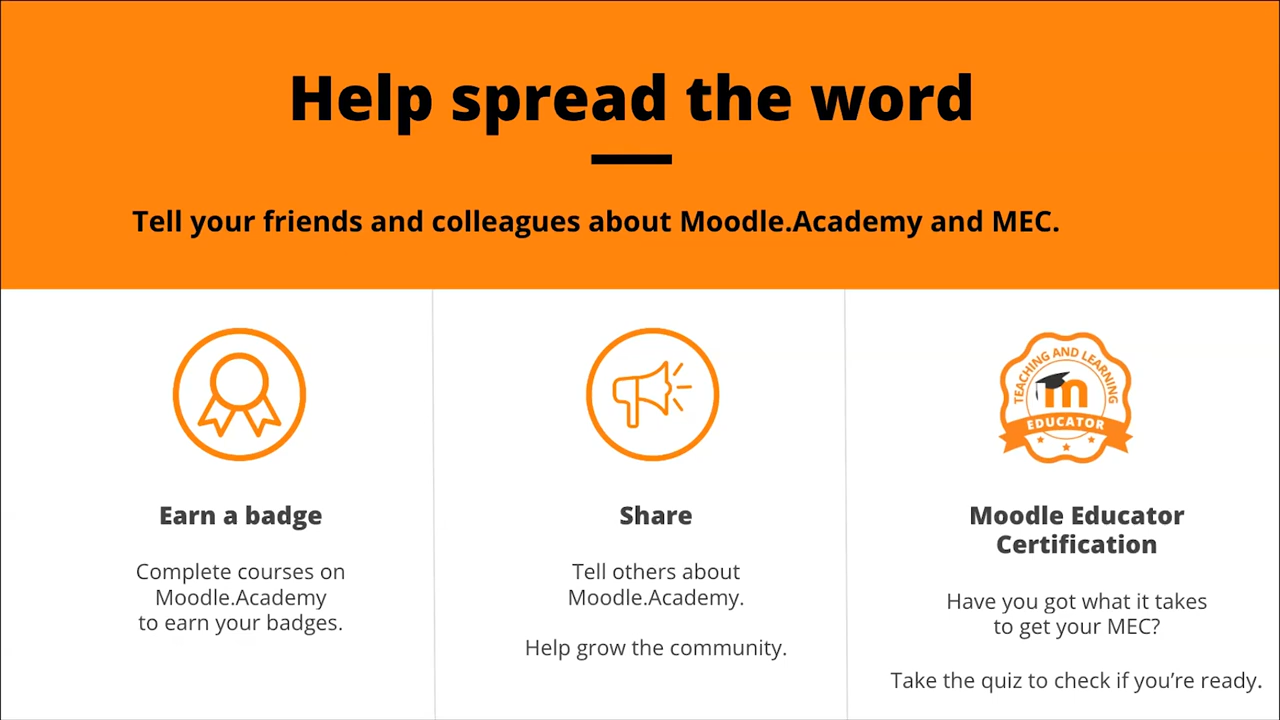 Help spread the word
Tell your friends and colleagues about Moodle.Academy and MEC.
Earn a badge
Complete courses on
Moodle.Academy
to earn your badges.
Share
Tell others about
Moodle.Academy.
Help grow the community.
TEACHING AND LEARNING
m
EDUCATOR
Moodle Educator
Certification
Have you got what it takes
to get your MEC?
Take the quiz to check if you’re ready.